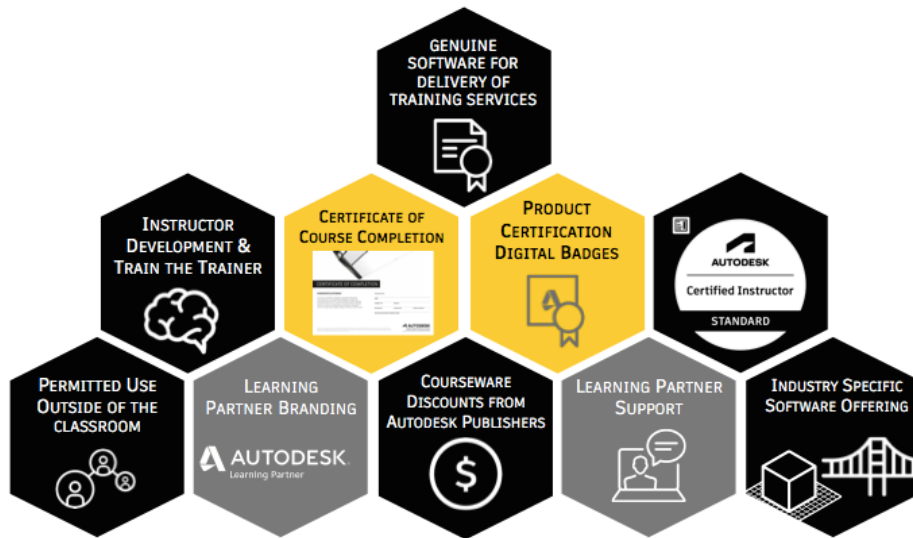 GENUINE
SOFTWARE FOR
DELIVERY OF
TRAINING SERVICES
INSTRUCTOR
DEVELOPMENT &
TRAIN THE TRAINER
CERTIFICATE OF
COURSE COMPLETION
CERTIFICATE OF COMPLETION
AUTODESK
PRODUCT
CERTIFICATION
DIGITAL BADGES
AUTODESK
Certified Instructor
STANDARD
PERMITTED USE
OUTSIDE OF THE
CLASSROOM
LEARNING
PARTNER BRANDING
AUTODESK
Learning Partner
COURSEWARE
DISCOUNTS FROM
AUTODESK PUBLISHERS
$
LEARNING PARTNER
SUPPORT
INDUSTRY SPECIFIC
SOFTWARE OFFERING